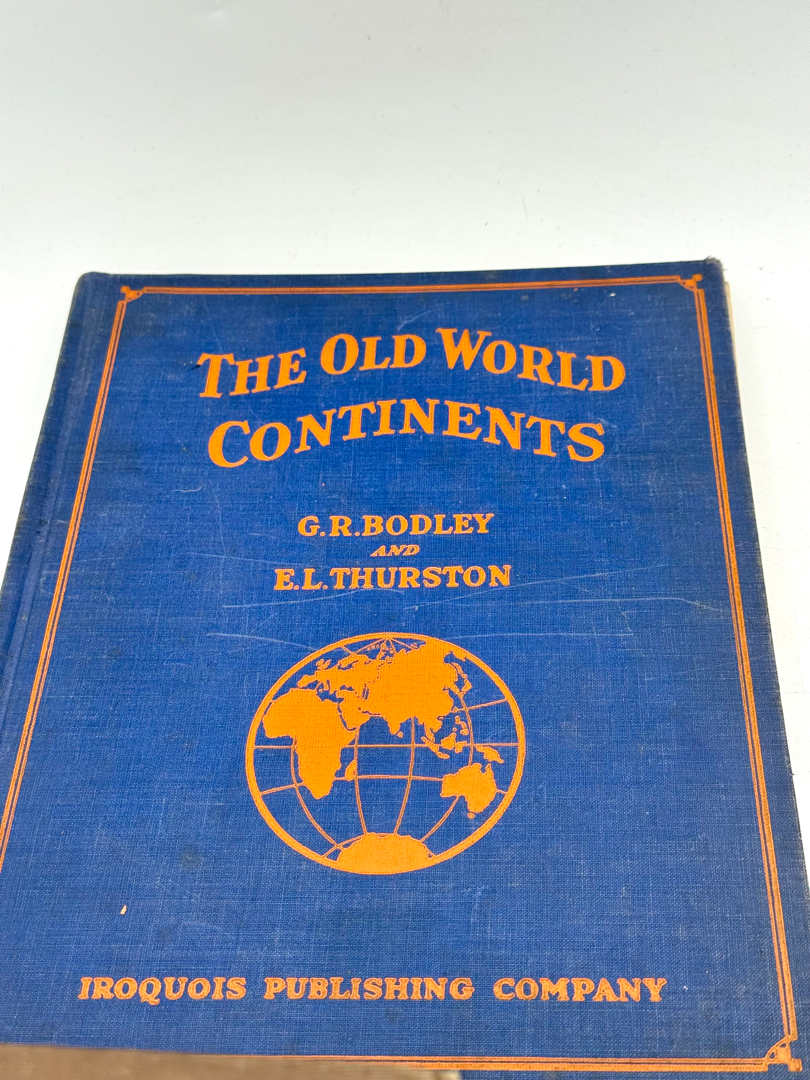 THE OLD WORLD
CONTINENTS
G.R.BODLEY
AND
E.L.THURSTON
IROQUOIS PUBLISHING COMPANY